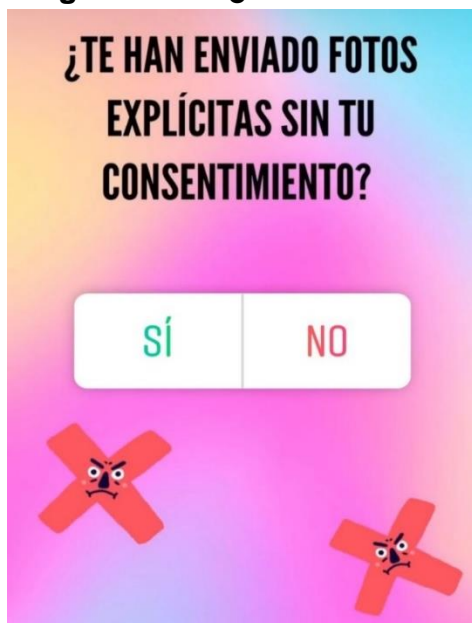 ¿TE HAN ENVIADO FOTOS
EXPLÍCITAS SIN TU
CONSENTIMIENTO?
SÍ NO